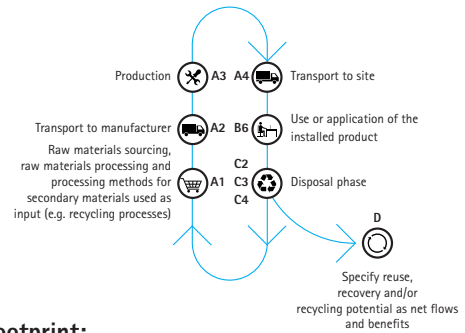 Production
A3
A4
Transport to site
Transport to manufacturer
A2
B6
Use or application of the
installed product
Raw materials sourcing,
raw materials processing and
processing methods for
secondary materials used as
input (e.g. recycling processes)
A1
C2
C3
C4
Disposal phase
D
Specify reuse,
recovery and/or
recycling potential as net flows
and benefits
otprint: